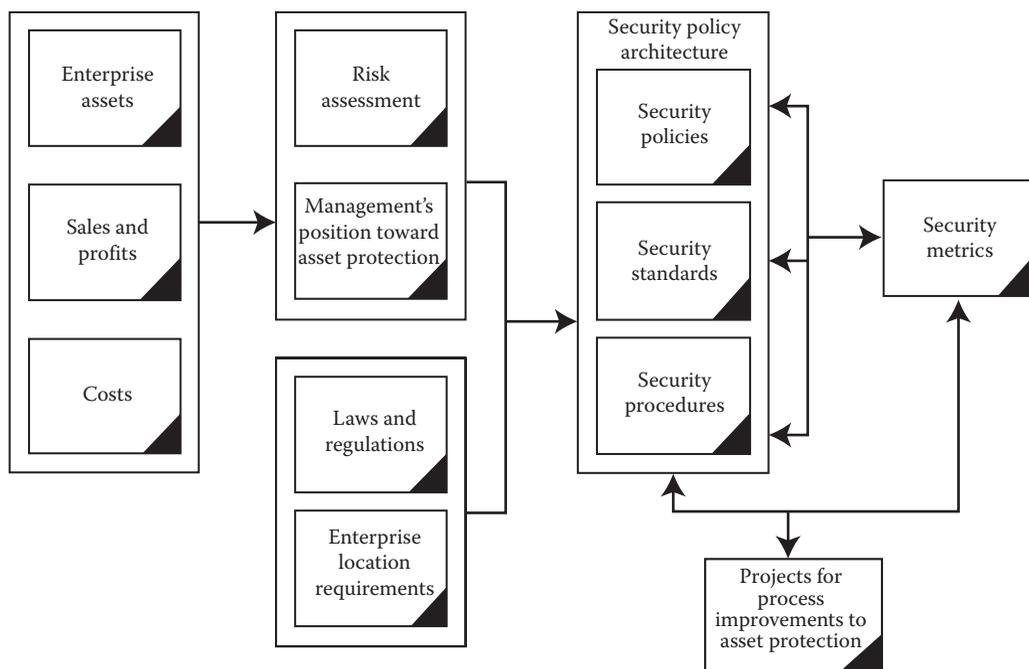 Enterprise
assets
Sales and
profits
Costs
Risk
assessment
Management’s
position toward
asset protection
Laws and
regulations
Enterprise
location
requirements
Security policy
architecture
Security
policies
Security
standards
Security
procedures
Security
metrics
Projects for
process
improvements to
asset protection